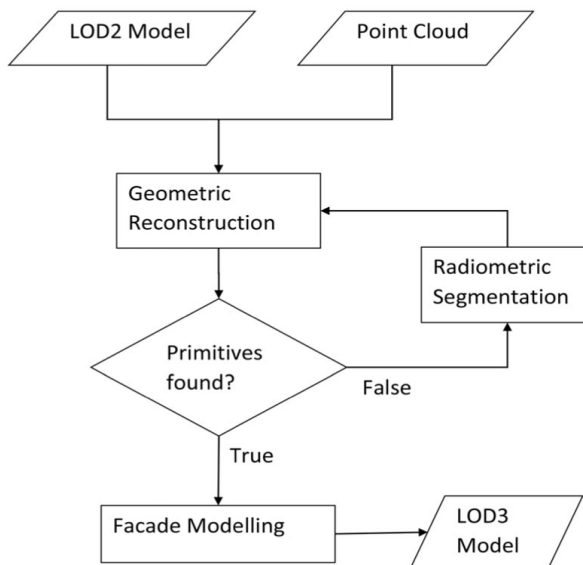 LOD2 Model
Point Cloud
Geometric
Reconstruction
Radiometric
Segmentation
Primitives
found?
False
True
Facade Modelling
LOD3
Model